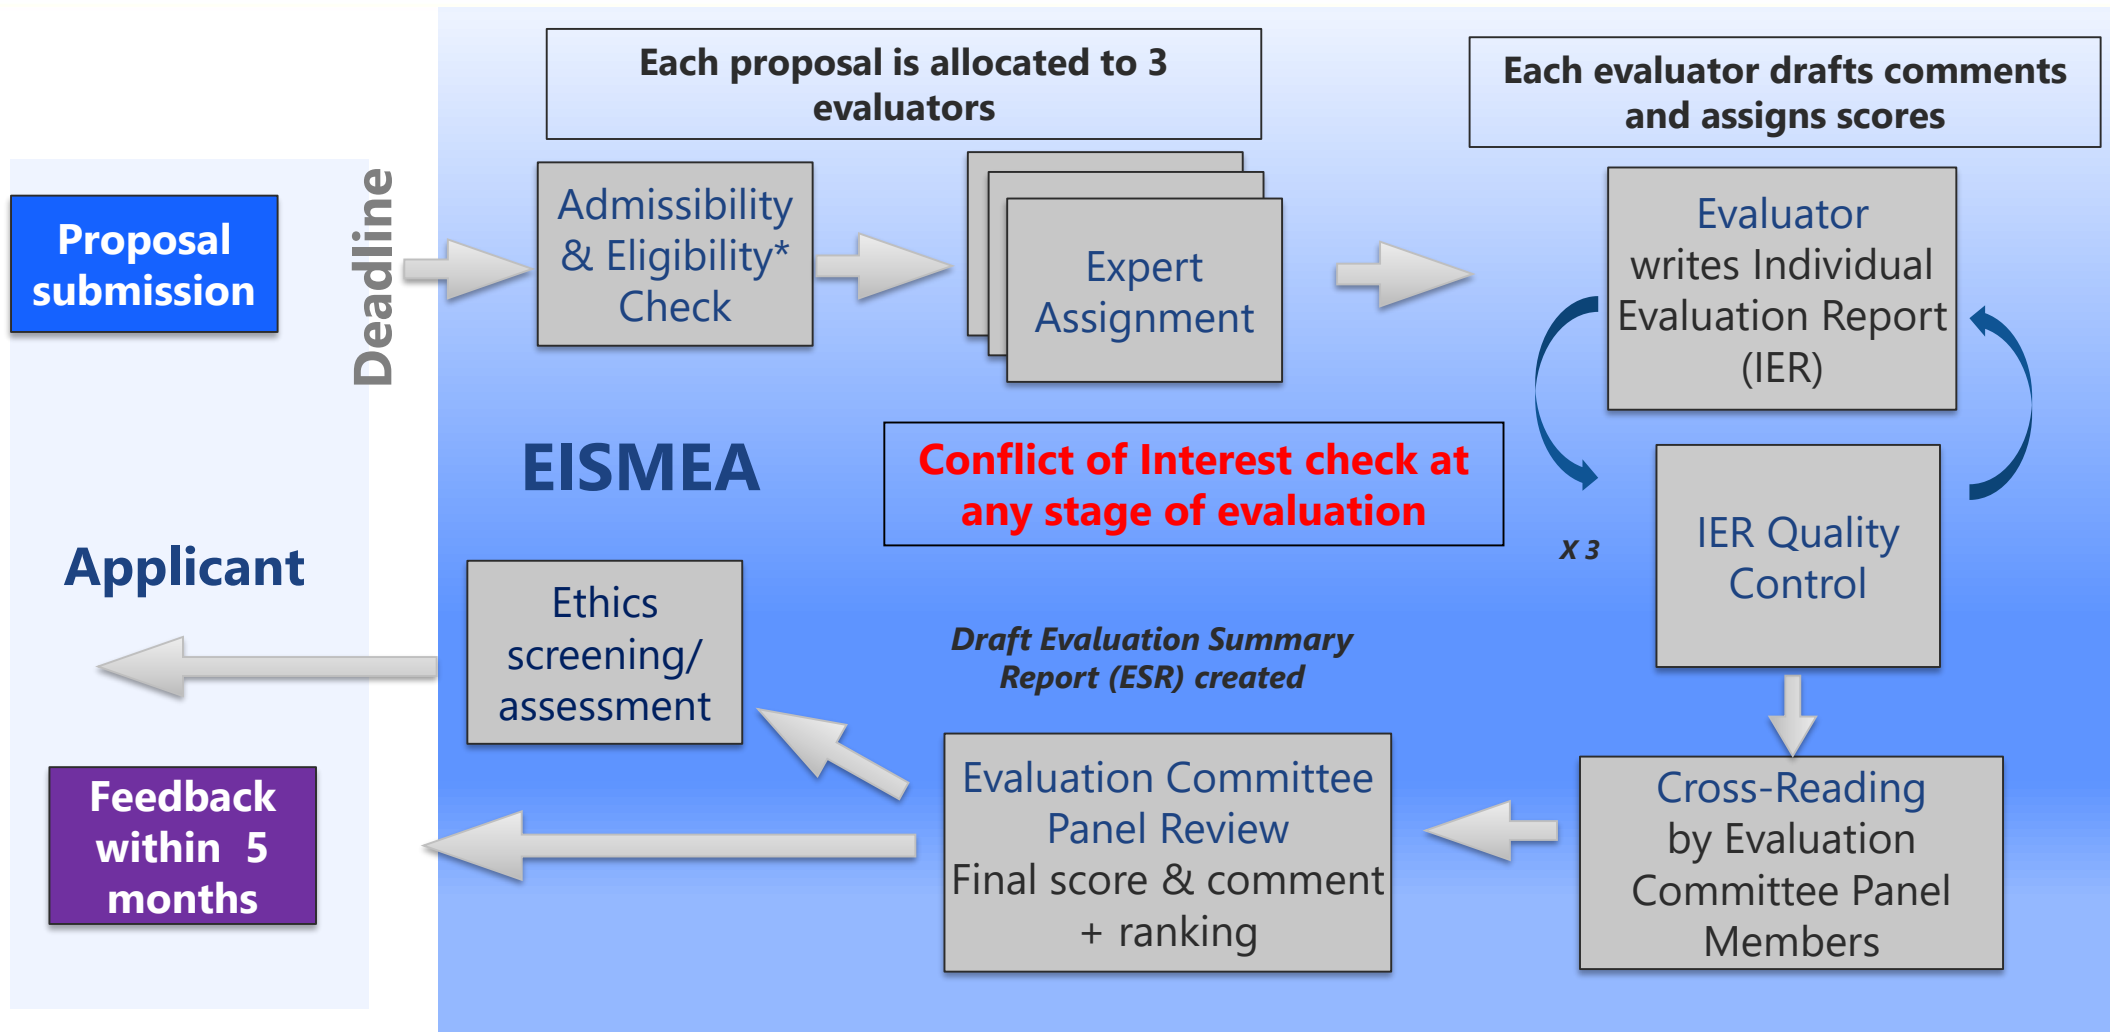 Each proposal is allocated to 3
evaluators
Each evaluator drafts comments
and assigns scores
Proposal
submission
Deadline
Admissibility
& Eligibility*
Check
Expert
Assignment
Evaluator
writes Individual
Evaluation Report
(IER)
EISMEA
Conflict of Interest check at
any stage of evaluation
X 3
IER Quality
Control
Applicant
Ethics
screening/
assessment
Draft Evaluation Summary
Report (ESR) created
Feedback
within  5
months
Evaluation Committee
Panel Review
Final score & comment
+ ranking
Cross-Reading
by Evaluation
Committee Panel
Members